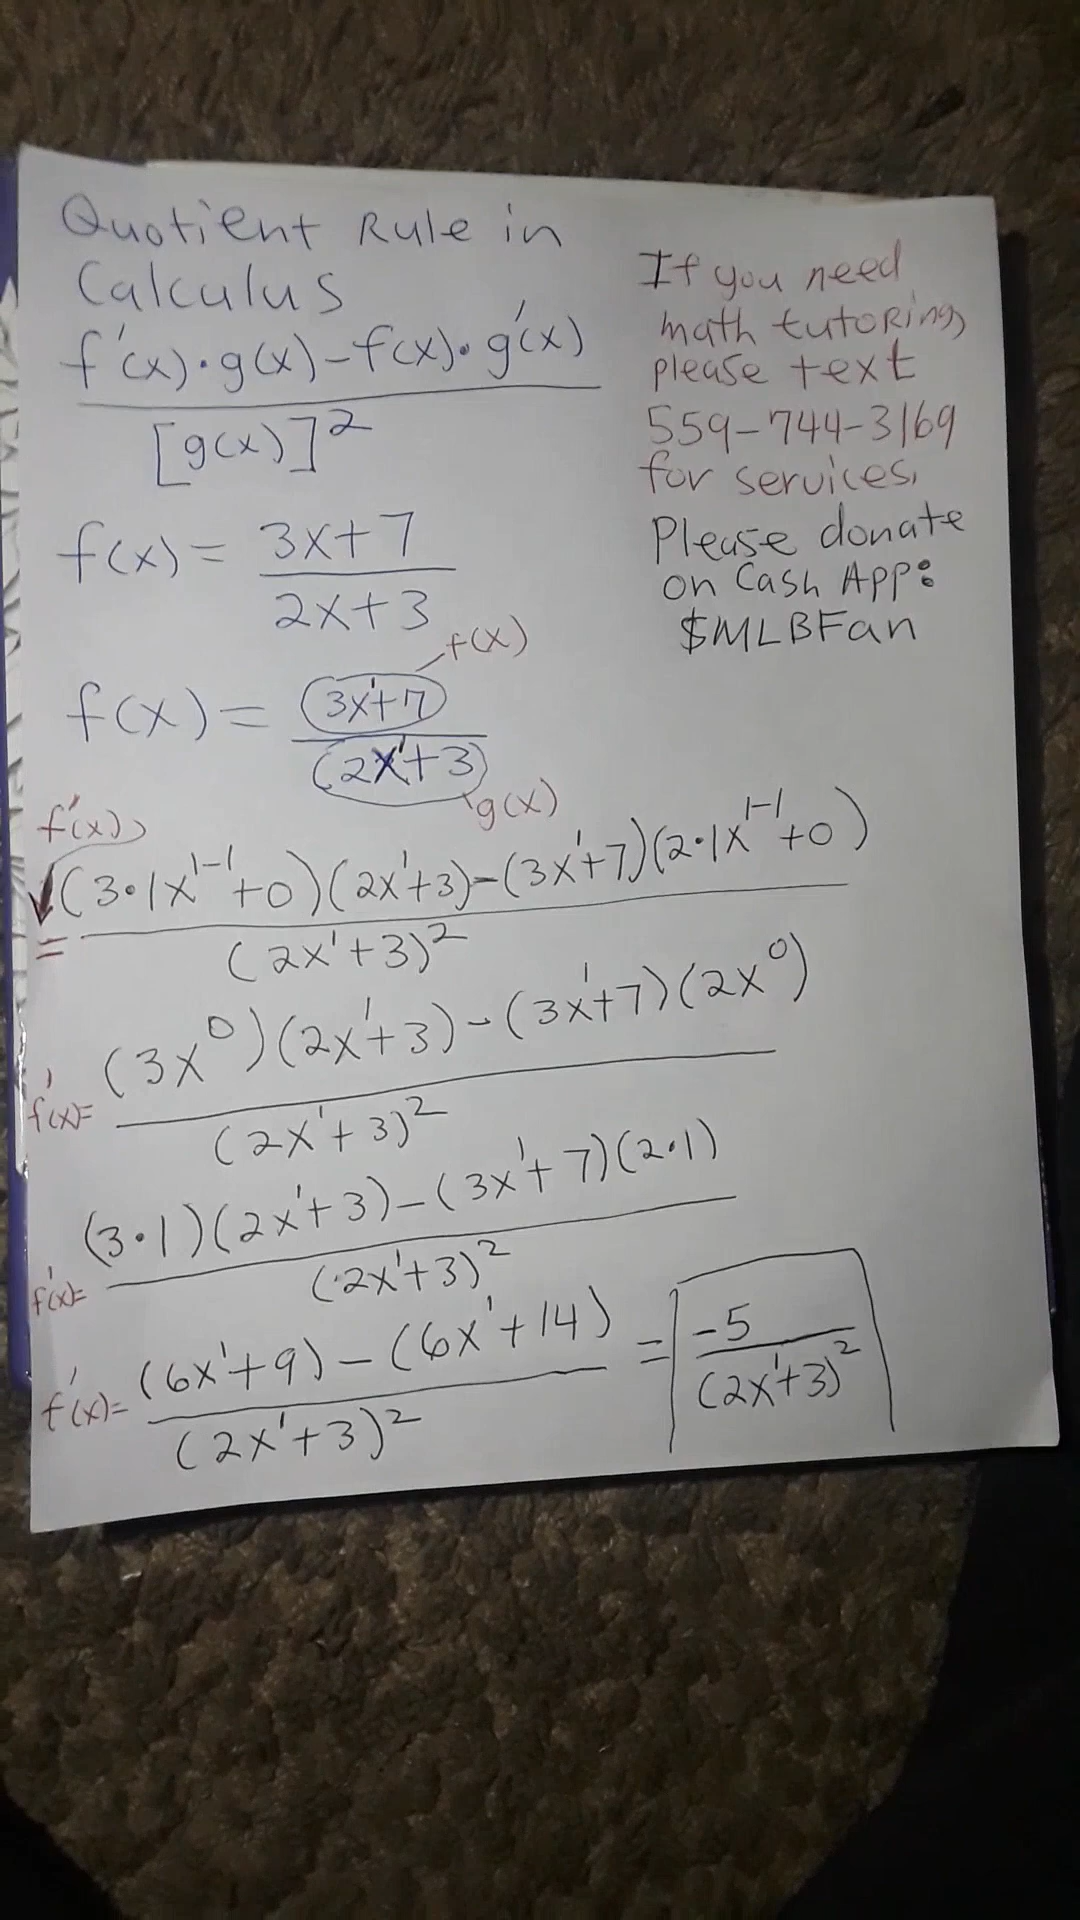 Quotient Rule in
Calculus
f'(x)·g(x)-f(x)·g'(x)
[g(x)]²
If you need
math tutoring,
please text
559-744-3169
for services.
Please donate
on Cash App:
$MLBFan
f(x) = 3x+7
2x+3
f(x)
f(x) = (3x¹+7)
(2x¹+3)
g(x)
f'(x)
= (3·1x¹⁻¹+0)(2x¹+3)-(3x¹+7)(2·1x¹⁻¹+0)
(2x¹+3)²
f'(x)= (3x⁰)(2x¹+3)-(3x¹+7)(2x⁰)
(2x¹+3)²
f'(x)= (3·1)(2x¹+3)-(3x¹+7)(2·1)
(2x¹+3)²
f'(x)= (6x¹+9)-(6x¹+14) = -5
(2x¹+3)² (2x¹+3)²